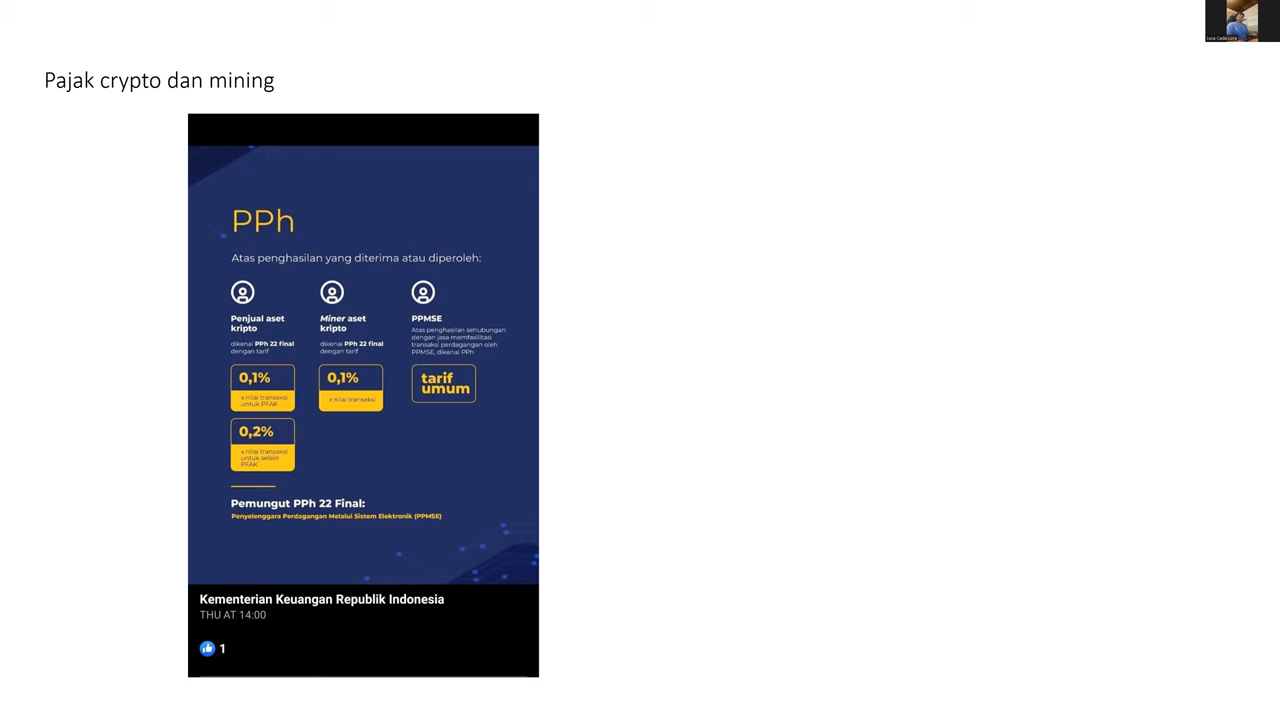 Luca Cada Luca
Pajak crypto dan mining
PPh
Atas penghasilan yang diterima atau diperoleh:
Penjual aset
kripto
dikenai PPh 22 final
dengan tarif
0,1%
x nilai transaksi
untuk PFAK
0,2%
x nilai transaksi
untuk selain
PFAK
Miner aset
kripto
dikenai PPh 22 final
dengan tarif
0,1%
x nilai transaksi
PPMSE
Atas penghasilan sehubungan
dengan jasa memfasilitasi
transaksi perdagangan oleh
PPMSE, dikenai PPh
tarif
umum
Pemungut PPh 22 Final:
Penyelenggara Perdagangan Melalui Sistem Elektronik (PPMSE)
Kementerian Keuangan Republik Indonesia
THU AT 14:00
1